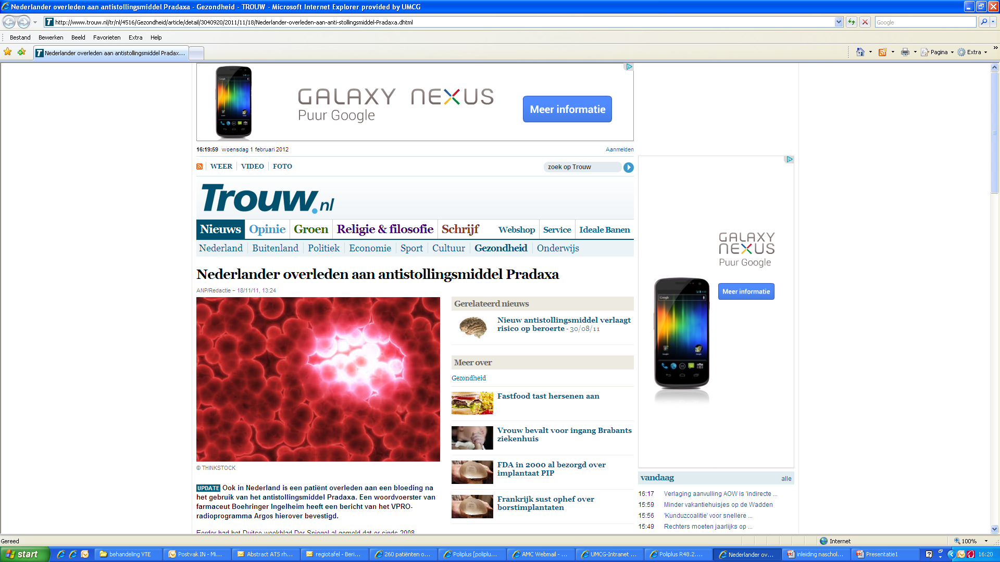 Nederlander overleden aan antistollingsmiddel Pradaxa - Gezondheid - TROUW - Microsoft Internet Explorer provided by UMCG
http://www.trouw.nl/tr/nl/4516/Gezondheid/article/detail/3040920/2011/11/18/Nederlander-overleden-aan-anti-stollingsmiddel-Pradaxa.dhtml
Google
Bestand Bewerken Beeld Favorieten Extra Help
Nederlander overleden aan antistollingsmiddel Pradax...
Pagina Extra
GALAXY NEXUS
Puur Google
Meer informatie
16:19:59 woensdag 1 februari 2012
Aanmelden
WEER VIDEO FOTO
zoek op Trouw
Trouw.nl
Nieuws Opinie Groen Religie & filosofie Schrijf Webshop Service Ideale Banen
Nederland Buitenland Politiek Economie Sport Cultuur Gezondheid Onderwijs
Nederlander overleden aan antistollingsmiddel Pradaxa
ANP/Redactie – 18/11/11, 13:24
© THINKSTOCK
UPDATE Ook in Nederland is een patiënt overleden aan een bloeding na
het gebruik van het antistollingsmiddel Pradaxa. Een woordvoerster van
farmaceut Boehringer Ingelheim heeft een bericht van het VPRO-
radioprogramma Argos hierover bevestigd.
Eerder had het Duitse weekblad Der Spiegel al gemeld dat er sinds 2008
Gerelateerd nieuws
Nieuw antistollingsmiddel verlaagt
risico op beroerte - 30/08/11
Meer over
Gezondheid
Fastfood tast hersenen aan
Vrouw bevalt voor ingang Brabants
ziekenhuis
FDA in 2000 al bezorgd over
implantaat PIP
Frankrijk sust ophef over
borstimplantaten
GALAXY
NEXUS
Puur Google
Meer informatie
Google
vandaag alle
16:17 Verlaging aanvulling AOW is 'indirecte ...
15:59 Minder vakantiehuisjes op de Wadden
15:56 'Kunduzcoalitie' voor snellere ...
15:49 Rechters moeten jaarlijks op ...
Gereed
Internet
100%
start
behandeling VTE
Postvak IN - Mi...
Abstract ATS rh...
regiotafel - Beri...
260 patiënten o...
Poliplus [poliplu...
AMC Webmail - ...
UMCG-Intranet ...
Poliplus R48.2....
Nederlander ov...
inleiding naschol...
Presentatie1
16:20